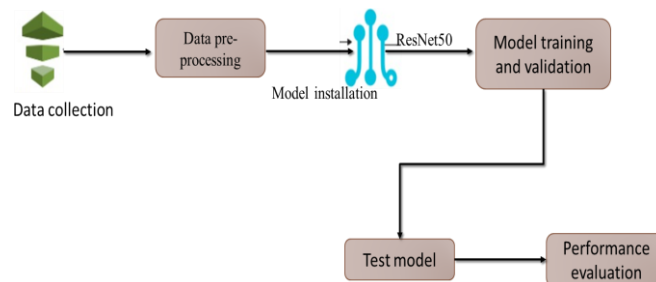 Data collection
Data pre-
processing
Model installation
ResNet50
Model training
and validation
Test model
Performance
evaluation